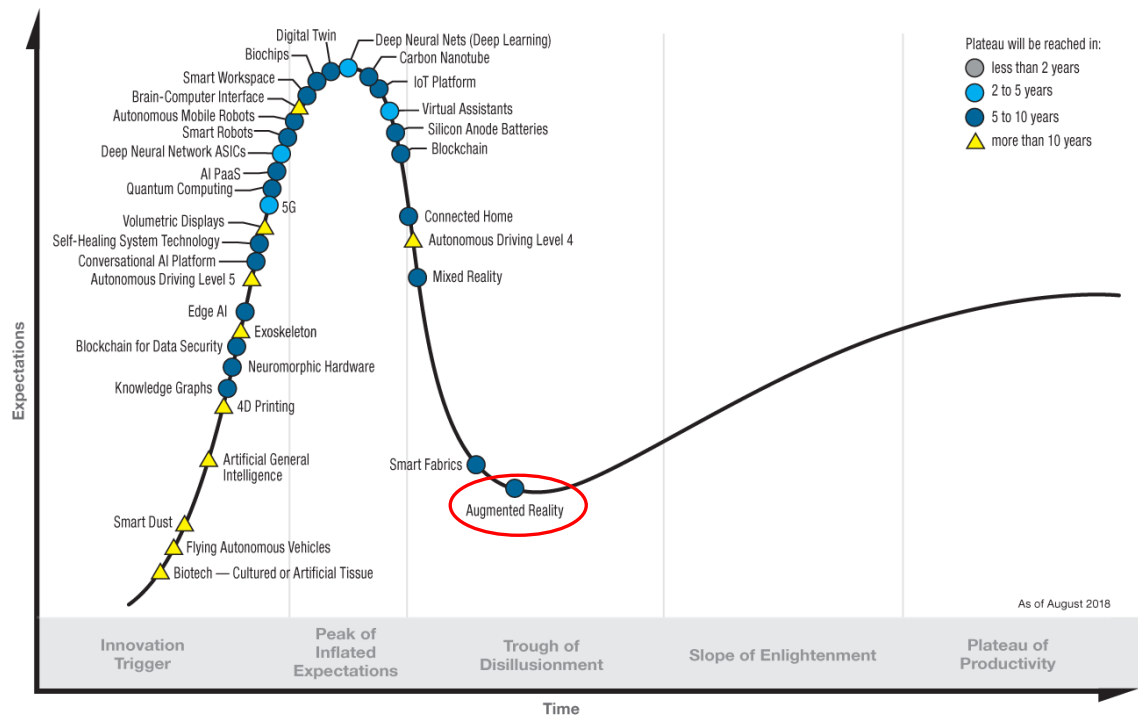 Digital Twin
Deep Neural Nets (Deep Learning)
Biochips
Carbon Nanotube
Smart Workspace
IoT Platform
Brain-Computer Interface
Virtual Assistants
Autonomous Mobile Robots
Silicon Anode Batteries
Smart Robots
Blockchain
Deep Neural Network ASICs
AI PaaS
Quantum Computing
5G
Connected Home
Volumetric Displays
Autonomous Driving Level 4
Self-Healing System Technology
Conversational AI Platform
Mixed Reality
Autonomous Driving Level 5
Edge AI
Exoskeleton
Blockchain for Data Security
Neuromorphic Hardware
Knowledge Graphs
4D Printing
Artificial General
Intelligence
Smart Fabrics
Augmented Reality
Smart Dust
Flying Autonomous Vehicles
Biotech — Cultured or Artificial Tissue
Plateau will be reached in:
less than 2 years
2 to 5 years
5 to 10 years
more than 10 years
As of August 2018
Expectations
Innovation
Trigger
Peak of
Inflated
Expectations
Trough of
Disillusionment
Slope of Enlightenment
Plateau of
Productivity
Time